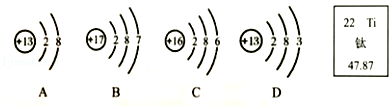 +13 2 8
+17 2 8 7
+16 2 8 6
+13 2 8 3
A B C D
22 Ti
钛
47.87